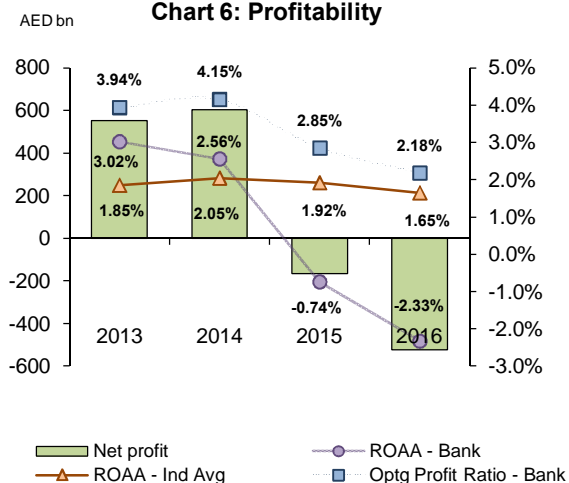 Chart 6: Profitability
AED bn
800
600
400
200
0
-200
-400
-600
5.0%
4.0%
3.0%
2.0%
1.0%
0.0%
-1.0%
-2.0%
-3.0%
3.94% 4.15% 2.85% 2.18%
3.02% 2.56%
1.85% 2.05% 1.92% 1.65%
-0.74% -2.33%
2013 2014 2015 2016
Net profit ROAA - Bank
ROAA - Ind Avg Optg Profit Ratio - Bank